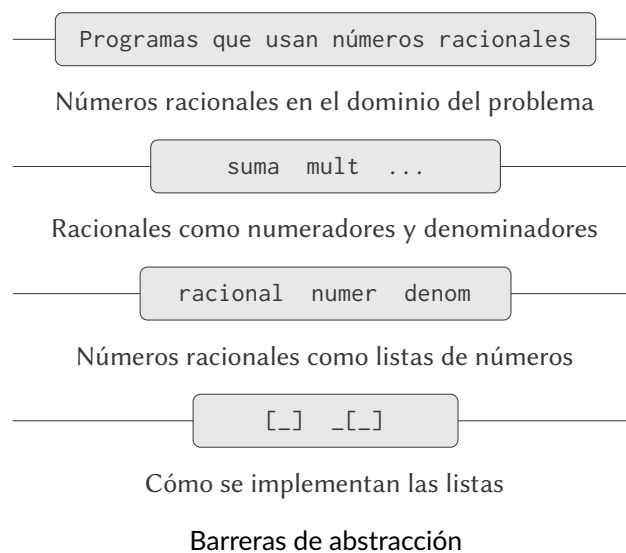 Programas que usan números racionales
Números racionales en el dominio del problema
suma mult ...
Racionales como numeradores y denominadores
racional numer denom
Números racionales como listas de números
[_] _[_]
Cómo se implementan las listas
Barreras de abstracción